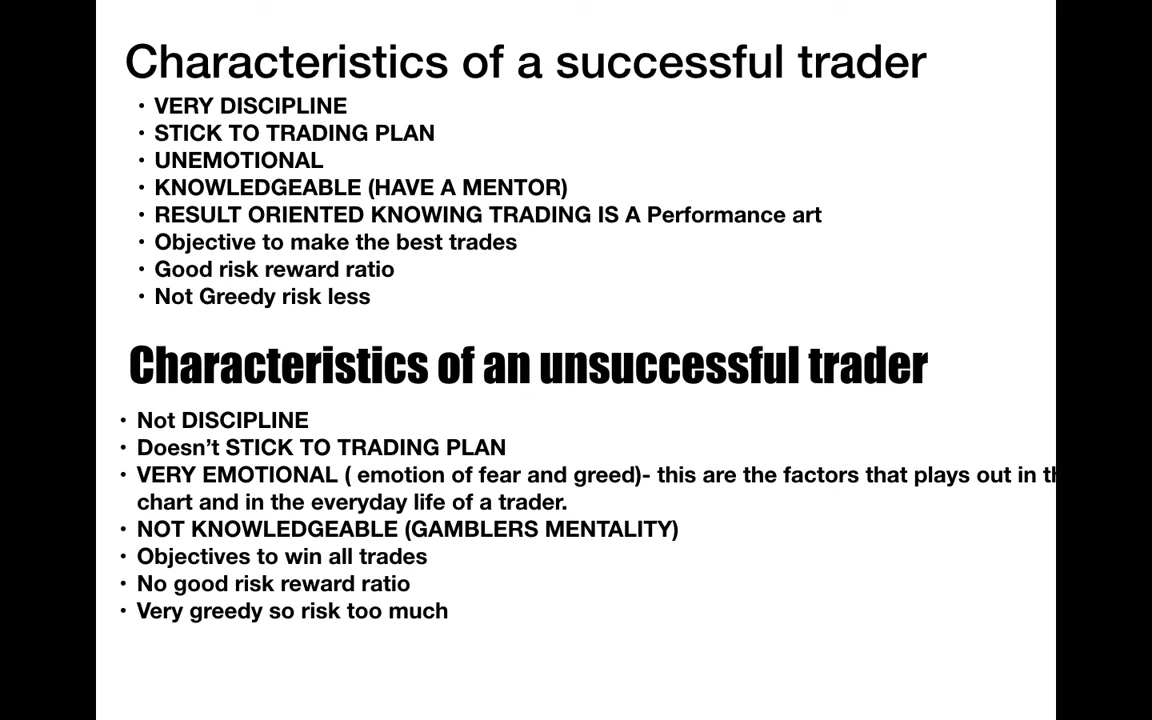 Characteristics of a successful trader
• VERY DISCIPLINE
• STICK TO TRADING PLAN
• UNEMOTIONAL
• KNOWLEDGEABLE (HAVE A MENTOR)
• RESULT ORIENTED KNOWING TRADING IS A Performance art
• Objective to make the best trades
• Good risk reward ratio
• Not Greedy risk less
Characteristics of an unsuccessful trader
• Not DISCIPLINE
• Doesn’t STICK TO TRADING PLAN
• VERY EMOTIONAL ( emotion of fear and greed)- this are the factors that plays out in
chart and in the everyday life of a trader.
• NOT KNOWLEDGEABLE (GAMBLERS MENTALITY)
• Objectives to win all trades
• No good risk reward ratio
• Very greedy so risk too much